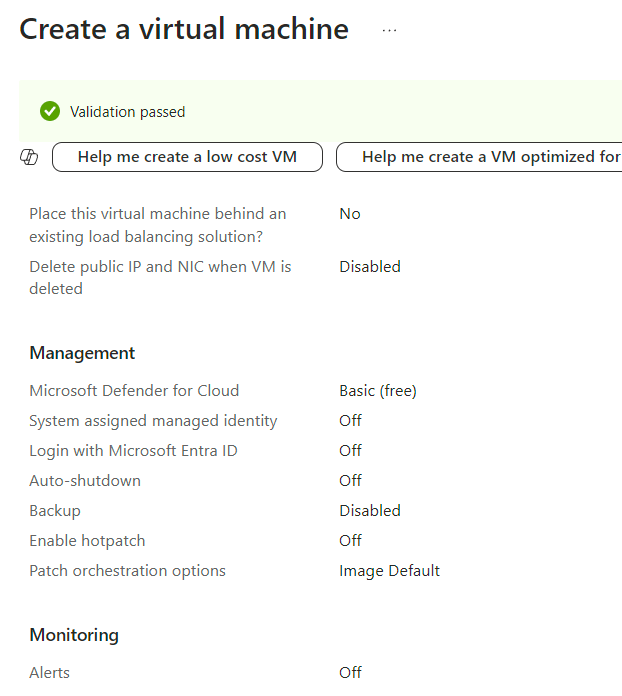 Create a virtual machine ...
Validation passed
Help me create a low cost VM
Help me create a VM optimized for
Place this virtual machine behind an
existing load balancing solution?
No
Delete public IP and NIC when VM is
deleted
Disabled
Management
Microsoft Defender for Cloud
Basic (free)
System assigned managed identity
Off
Login with Microsoft Entra ID
Off
Auto-shutdown
Off
Backup
Disabled
Enable hotpatch
Off
Patch orchestration options
Image Default
Monitoring
Alerts
Off